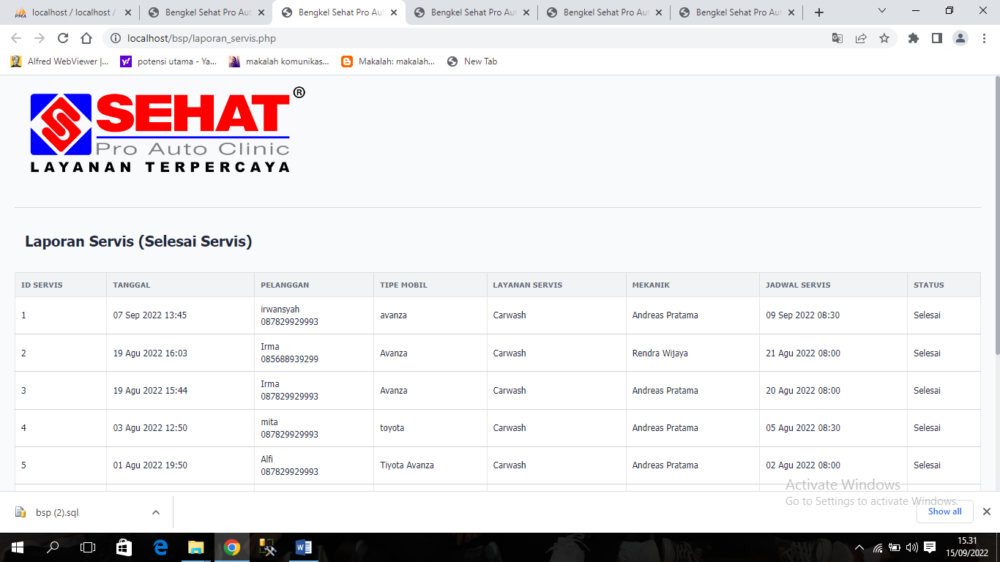 localhost / localhost /
Bengkel Sehat Pro Aut
Bengkel Sehat Pro Aut
Bengkel Sehat Pro Aut
Bengkel Sehat Pro Aut
Bengkel Sehat Pro Aut
localhost/bsp/laporan_servis.php
Alfred WebViewer |...
potensi utama - Ya...
makalah komunikas...
Makalah: makalah...
New Tab
SEHAT ®
Pro Auto Clinic
LAYANAN TERPERCAYA
Laporan Servis (Selesai Servis)
ID SERVIS TANGGAL PELANGGAN TIPE MOBIL LAYANAN SERVIS MEKANIK JADWAL SERVIS STATUS
1 07 Sep 2022 13:45 irwansyah
087829929993 avanza Carwash Andreas Pratama 09 Sep 2022 08:30 Selesai
2 19 Agu 2022 16:03 Irma
085688939299 Avanza Carwash Rendra Wijaya 21 Agu 2022 08:00 Selesai
3 19 Agu 2022 15:44 Irma
087829929993 Avanza Carwash Andreas Pratama 20 Agu 2022 08:00 Selesai
4 03 Agu 2022 12:50 mita
087829929993 toyota Carwash Andreas Pratama 05 Agu 2022 08:30 Selesai
5 01 Agu 2022 19:50 Alfi
087829929993 Tiyota Avanza Carwash Andreas Pratama 02 Agu 2022 08:00 Selesai
Activate Windows
Go to Settings to activate Windows.
bsp (2).sql
Show all
15.31
15/09/2022